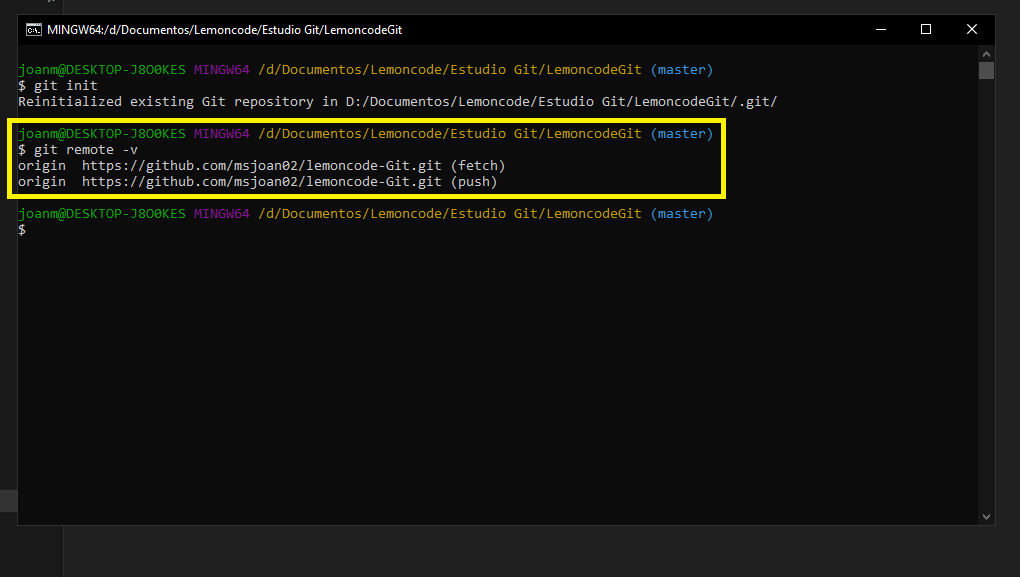 MINGW64:/d/Documentos/Lemoncode/Estudio Git/LemoncodeGit
joanm@DESKTOP-J8O0KES MINGW64 /d/Documentos/Lemoncode/Estudio Git/LemoncodeGit (master)
$ git init
Reinitialized existing Git repository in D:/Documentos/Lemoncode/Estudio Git/LemoncodeGit/.git/
joanm@DESKTOP-J8O0KES MINGW64 /d/Documentos/Lemoncode/Estudio Git/LemoncodeGit (master)
$ git remote -v
origin  https://github.com/msjoan02/lemoncode-Git.git (fetch)
origin  https://github.com/msjoan02/lemoncode-Git.git (push)
joanm@DESKTOP-J8O0KES MINGW64 /d/Documentos/Lemoncode/Estudio Git/LemoncodeGit (master)
$